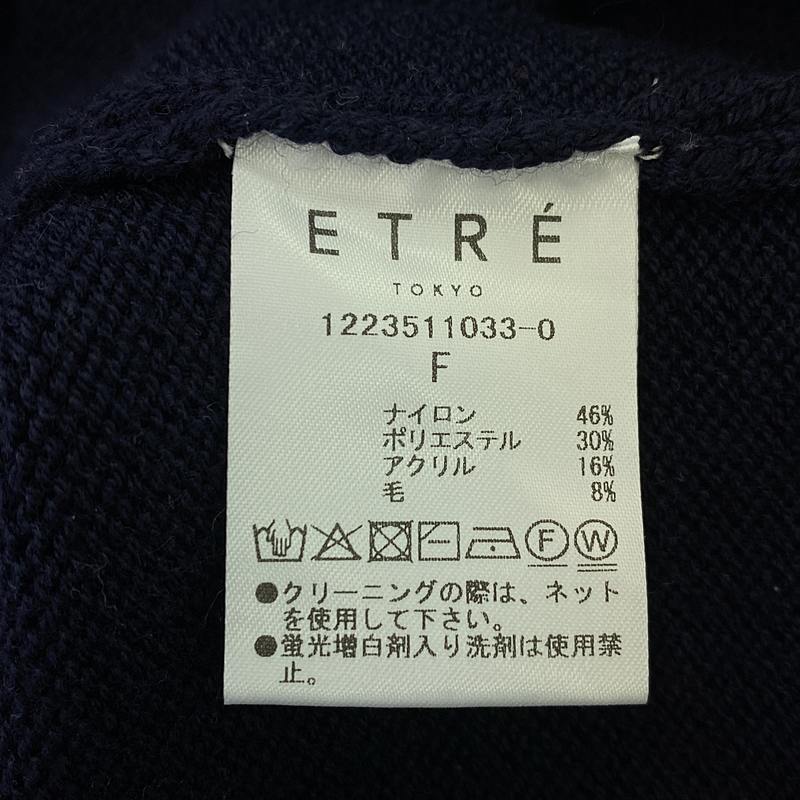 ETRÉ
TOKYO
1223511033-0
F
ナイロン 46%
ポリエステル 30%
アクリル 16%
毛 8%
F W
●クリーニングの際は、ネット
を使用して下さい。
●蛍光増白剤入り洗剤は使用禁
止。